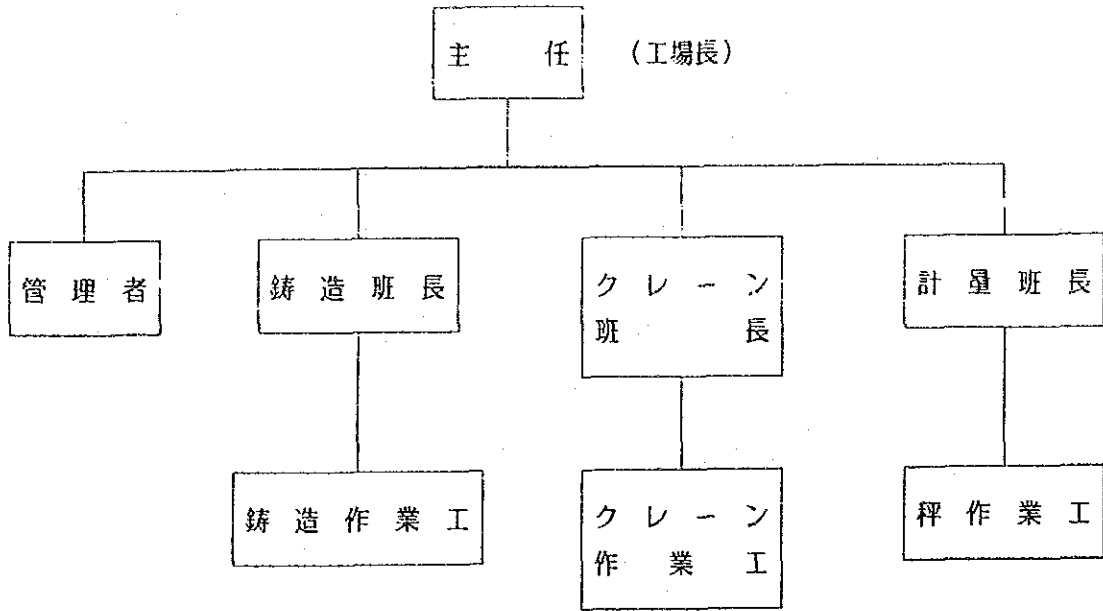 主任 (工場長)
管理者
鋳造班長
クレーン
班長
計量班長
鋳造作業工
クレーン
作業工
秤作業工